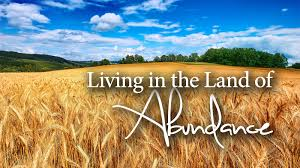 Living in the Land of
Abundance